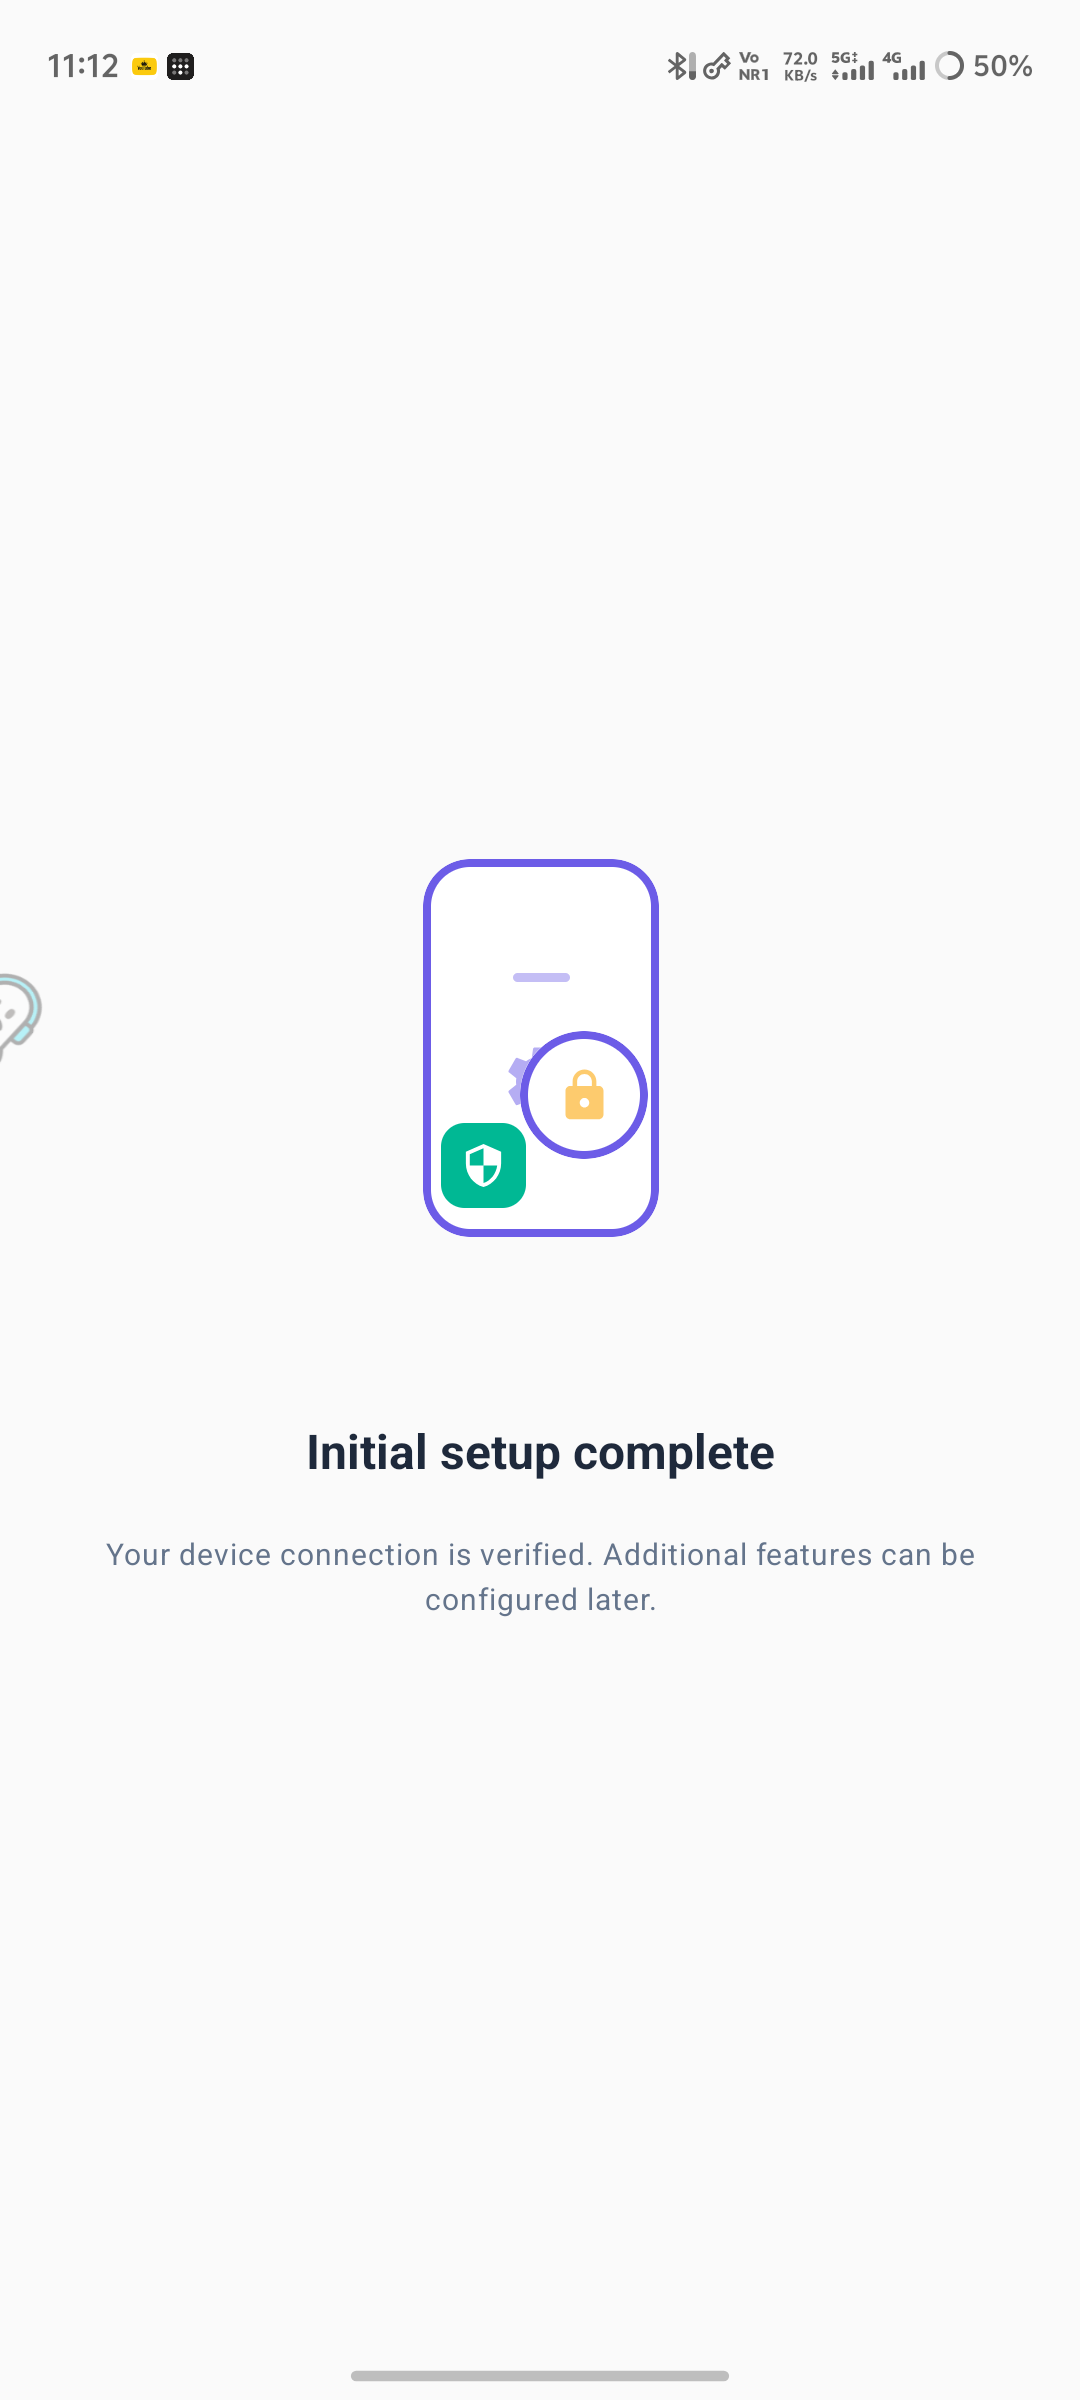 11:12
Vo
NR1
72.0
KB/s
5G
4G
50%
Initial setup complete
Your device connection is verified. Additional features can be
configured later.